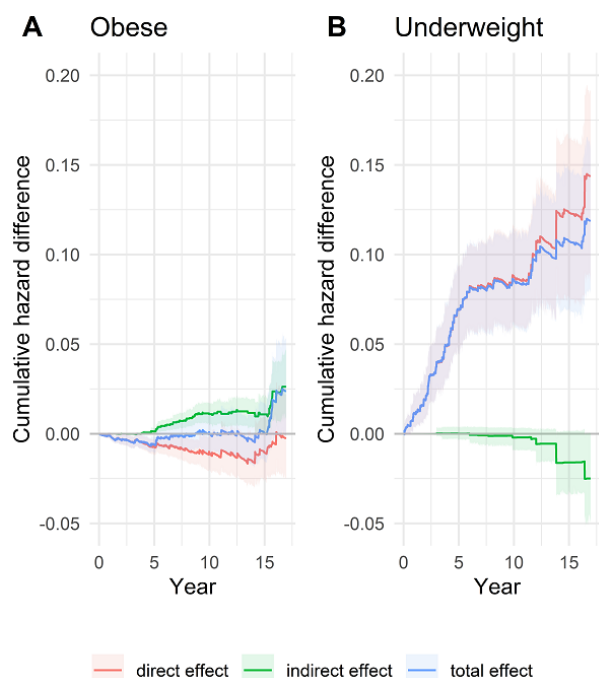 A Obese
B Underweight
Cumulative hazard difference
0.20
0.15
0.10
0.05
0.00
-0.05
0 5 10 15
Year
Cumulative hazard difference
0.20
0.15
0.10
0.05
0.00
-0.05
0 5 10 15
Year
direct effect indirect effect total effect